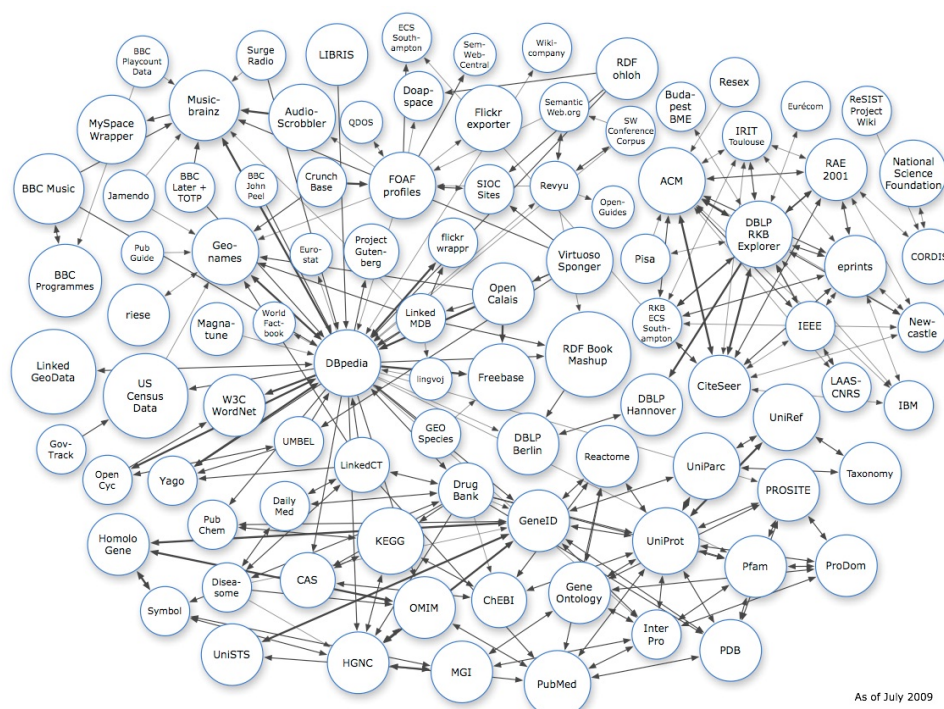 ECS
South-
ampton
Sem-
Web-
Central
Wiki-
company
BBC
Playcount
Data
Surge
Radio
LIBRIS
RDF
ohloh
Resex
Music-
brainz
Audio-
Scrobbler
QDOS
Doap-
space
Flickr
exporter
Semantic
Web.org
SW
Conference
Corpus
Buda-
pest
BME
IRIT
Toulouse
Eurécom
ReSIST
Project
Wiki
MySpace
Wrapper
BBC Music
Jamendo
BBC
Later +
TOTP
BBC
John
Peel
Crunch
Base
FOAF
profiles
SIOC
Sites
Revyu
Open-
Guides
ACM
RAE
2001
National
Science
Foundation
BBC
Programmes
Pub
Guide
Geo-
names
Euro-
stat
Project
Guten-
berg
flickr
wrappr
Virtuoso
Sponger
Pisa
DBLP
RKB
Explorer
eprints
CORDIS
riese
Magna-
tune
World
Fact-
book
Linked
MDB
Open
Calais
RKB
ECS
South-
ampton
IEEE
New-
castle
Linked
GeoData
US
Census
Data
W3C
WordNet
DBpedia
lingvoj
Freebase
RDF Book
Mashup
DBLP
Hannover
CiteSeer
LAAS-
CNRS
IBM
Gov-
Track
Open
Cyc
Yago
UMBEL
LinkedCT
GEO
Species
DBLP
Berlin
Reactome
UniParc
UniRef
Taxonomy
Pub
Chem
Daily
Med
Drug
Bank
GeneID
PROSITE
Homolo
Gene
KEGG
UniProt
Pfam
ProDom
Symbol
Disea-
some
CAS
OMIM
ChEBI
Gene
Ontology
Inter
Pro
PDB
UniSTS
HGNC
MGI
PubMed
As of July 2009